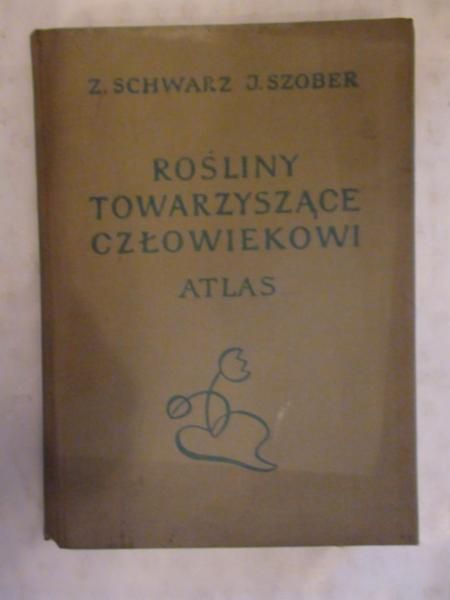 Z. SCHWARZ J. SZOBER
ROŚLINY
TOWARZYSZĄCE
CZŁOWIEKOWI
ATLAS